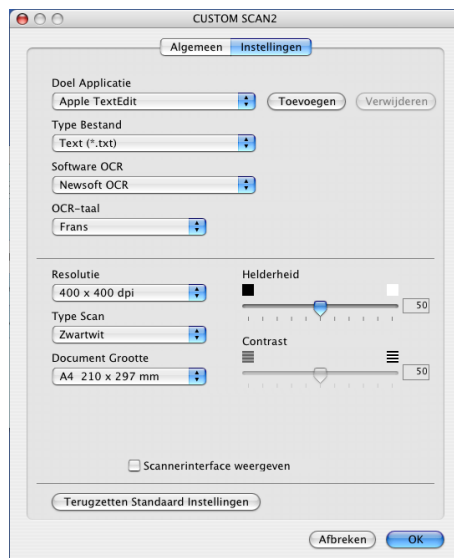 CUSTOM SCAN2
Algemeen Instellingen
Doel Applicatie
Apple TextEdit Toevoegen Verwijderen
Type Bestand
Text (*.txt)
Software OCR
Newsoft OCR
OCR-taal
Frans
Resolutie Helderheid
400 x 400 dpi 50
Type Scan
Zwartwit Contrast
Document Grootte 50
A4 210 x 297 mm
Scannerinterface weergeven
Terugzetten Standaard Instellingen
Afbreken OK